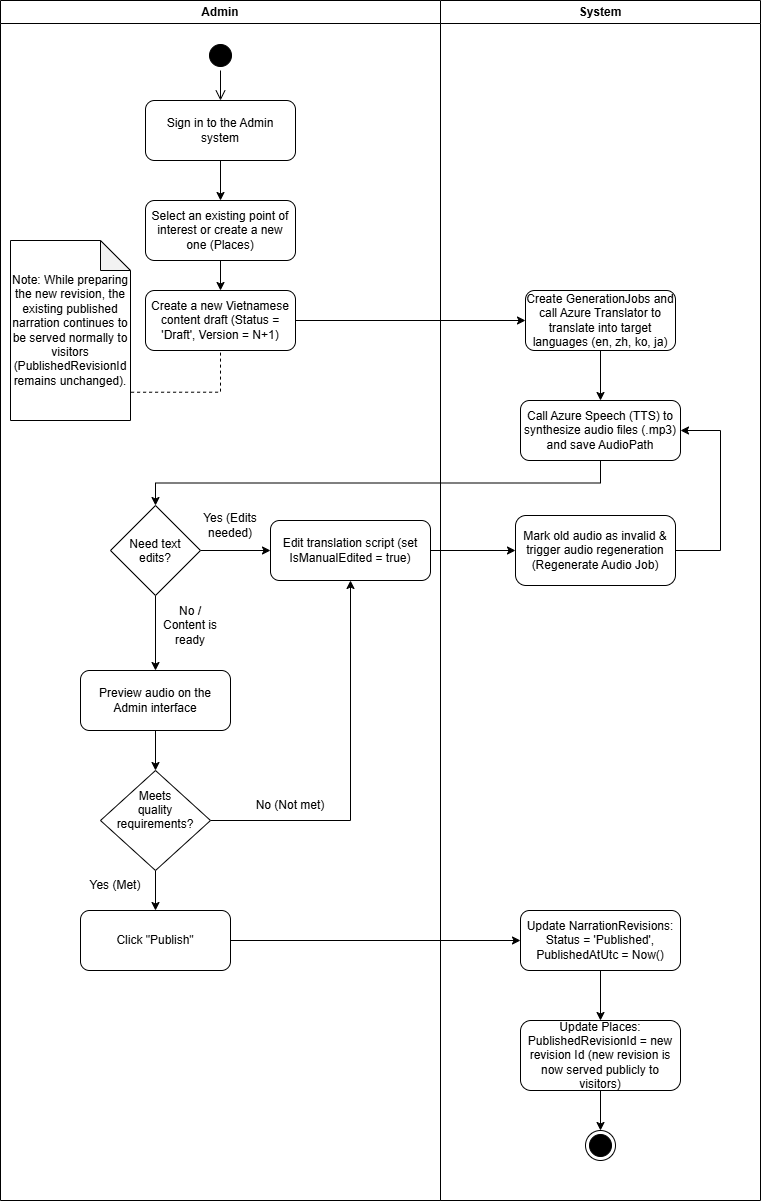 Admin
System
Sign in to the Admin
system
Select an existing point of
interest or create a new
one (Places)
Note: While preparing
the new revision, the
existing published
narration continues to
be served normally to
visitors
(PublishedRevisionId
remains unchanged).
Create a new Vietnamese
content draft (Status =
'Draft', Version = N+1)
Create GenerationJobs and
call Azure Translator to
translate into target
languages (en, zh, ko, ja)
Call Azure Speech (TTS) to
synthesize audio files (.mp3)
and save AudioPath
Need text
edits?
Yes (Edits
needed)
Edit translation script (set
IsManualEdited = true)
Mark old audio as invalid &
trigger audio regeneration
(Regenerate Audio Job)
No /
Content is
ready
Preview audio on the
Admin interface
Meets
quality
requirements?
No (Not met)
Yes (Met)
Click "Publish"
Update NarrationRevisions:
Status = 'Published',
PublishedAtUtc = Now()
Update Places:
PublishedRevisionId = new
revision Id (new revision is
now served publicly to
visitors)